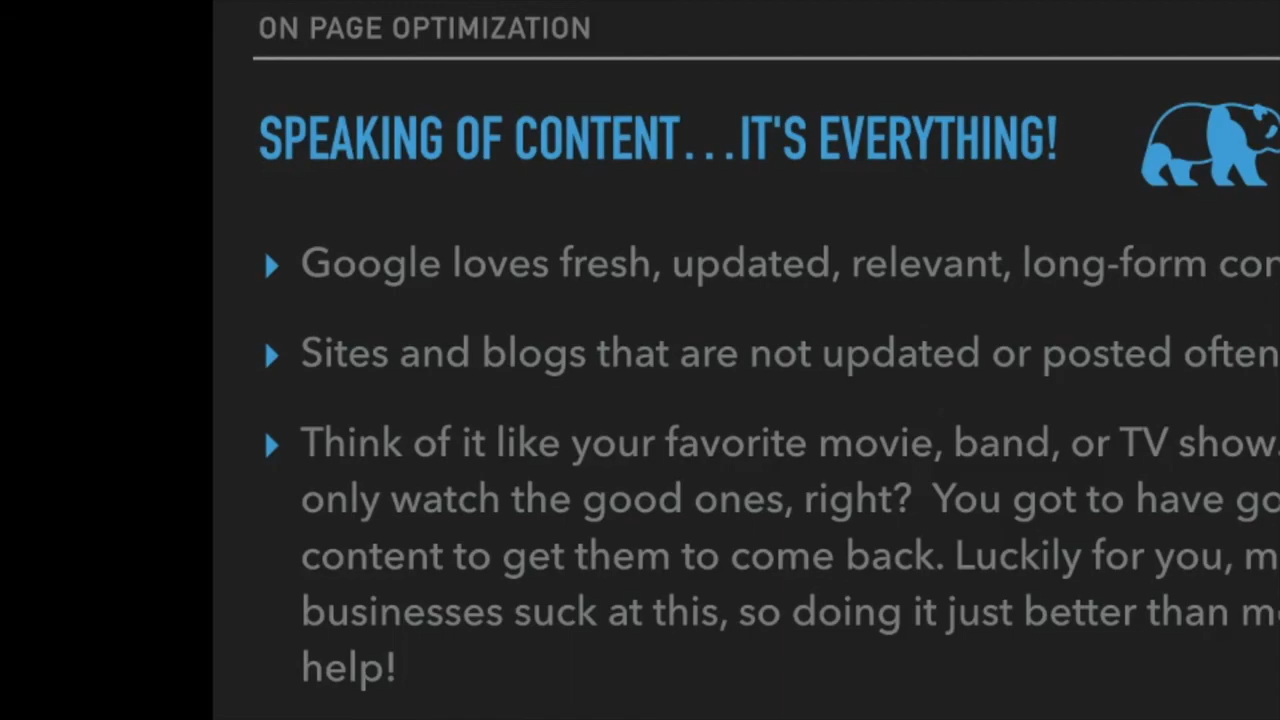 ON PAGE OPTIMIZATION
SPEAKING OF CONTENT...IT'S EVERYTHING!
Google loves fresh, updated, relevant, long-form
Sites and blogs that are not updated or posted often
Think of it like your favorite movie, band, or TV show.
only watch the good ones, right? You got to have
content to get them to come back. Luckily for you,
businesses suck at this, so doing it just better than
help!